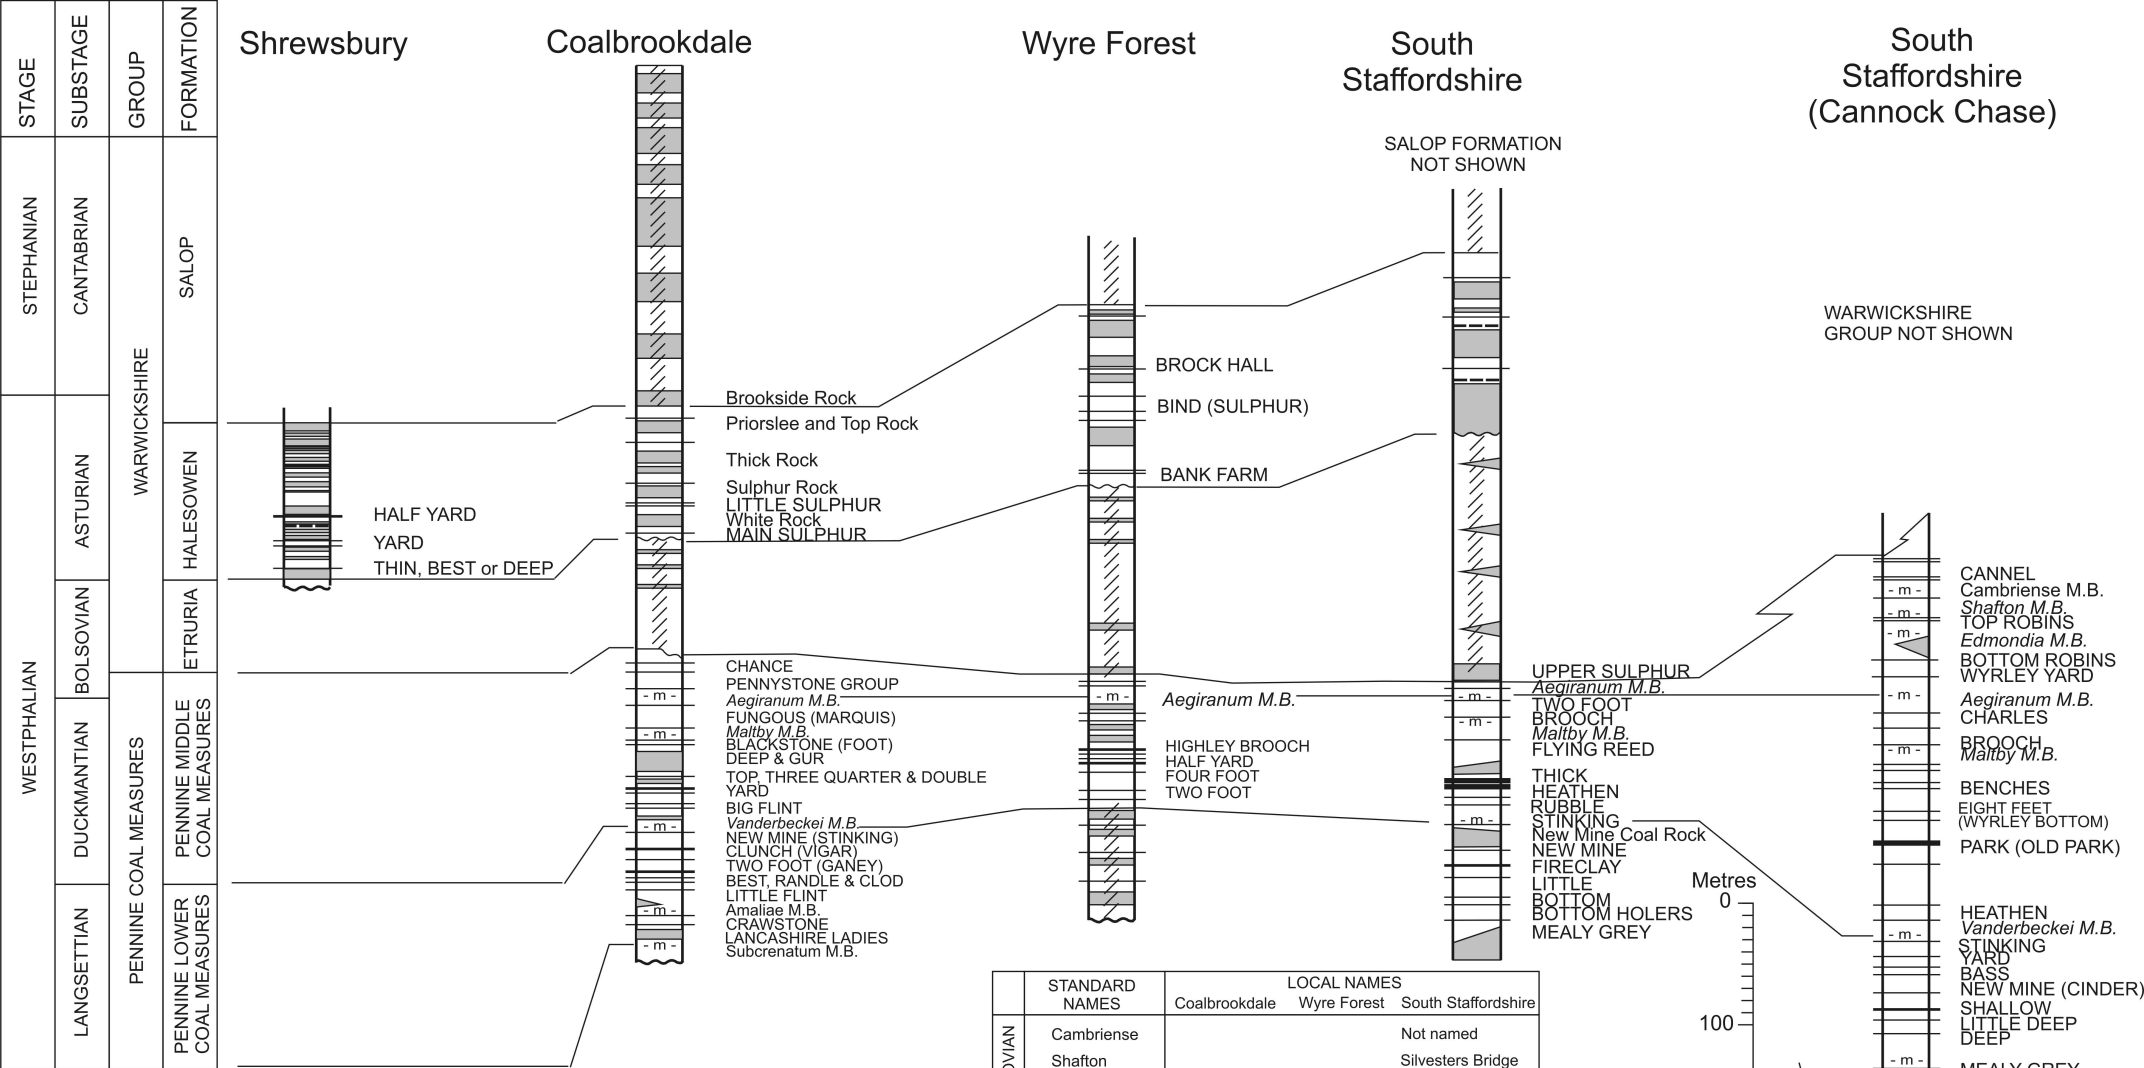 STAGE
SUBSTAGE
GROUP
FORMATION
STEPHANIAN
WESTPHALIAN
CANTABRIAN
ASTURIAN
BOLSOVIAN
DUCKMANTIAN
LANGSETTIAN
WARWICKSHIRE
PENNINE COAL MEASURES
SALOP
HALESOWEN
ETRURIA
PENNINE MIDDLE
COAL MEASURES
PENNINE LOWER
COAL MEASURES
Shrewsbury
HALF YARD
YARD
THIN, BEST or DEEP
Coalbrookdale
Brookside Rock
Priorslee and Top Rock
Thick Rock
Sulphur Rock
LITTLE SULPHUR
White Rock
MAIN SULPHUR
CHANCE
PENNYSTONE GROUP
- m -
Aegiranum M.B.
FUNGOUS (MARQUIS)
- m -
Maltby M.B.
BLACKSTONE (FOOT)
DEEP & GUR
TOP, THREE QUARTER & DOUBLE
YARD
BIG FLINT
- m -
Vanderbeckei M.B.
NEW MINE (STINKING)
CLUNCH (VIGAR)
TWO FOOT (GANEY)
BEST, RANDLE & CLOD
LITTLE FLINT
- m -
Amaliae M.B.
CRAWSTONE
LANCASHIRE LADIES
- m -
Subcrenatum M.B.
Wyre Forest
BROCK HALL
BIND (SULPHUR)
BANK FARM
- m -
Aegiranum M.B.
HIGHLEY BROOCH
HALF YARD
FOUR FOOT
TWO FOOT
South
Staffordshire
SALOP FORMATION
NOT SHOWN
UPPER SULPHUR
- m -
Aegiranum M.B.
TWO FOOT
BROOCH
- m -
Maltby M.B.
FLYING REED
THICK
HEATHEN
RUBBLE
- m -
STINKING
New Mine Coal Rock
NEW MINE
FIRECLAY
LITTLE
BOTTOM
BOTTOM HOLERS
MEALY GREY
South
Staffordshire
(Cannock Chase)
WARWICKSHIRE
GROUP NOT SHOWN
CANNEL
- m -
Cambriense M.B.
- m -
Shafton M.B.
TOP ROBINS
- m -
Edmondia M.B.
BOTTOM ROBINS
WYRLEY YARD
- m -
Aegiranum M.B.
CHARLES
BROOCH
- m -
Maltby M.B.
BENCHES
EIGHT FEET
(WYRLEY BOTTOM)
PARK (OLD PARK)
HEATHEN
- m -
Vanderbeckei M.B.
STINKING
YARD
BASS
NEW MINE (CINDER)
SHALLOW
LITTLE DEEP
DEEP
- m -
MEALY GREY
Metres
0
100
STANDARD
NAMES
LOCAL NAMES
Coalbrookdale Wyre Forest South Staffordshire
OVIAN
Cambriense Not named
Shafton Silvesters Bridge